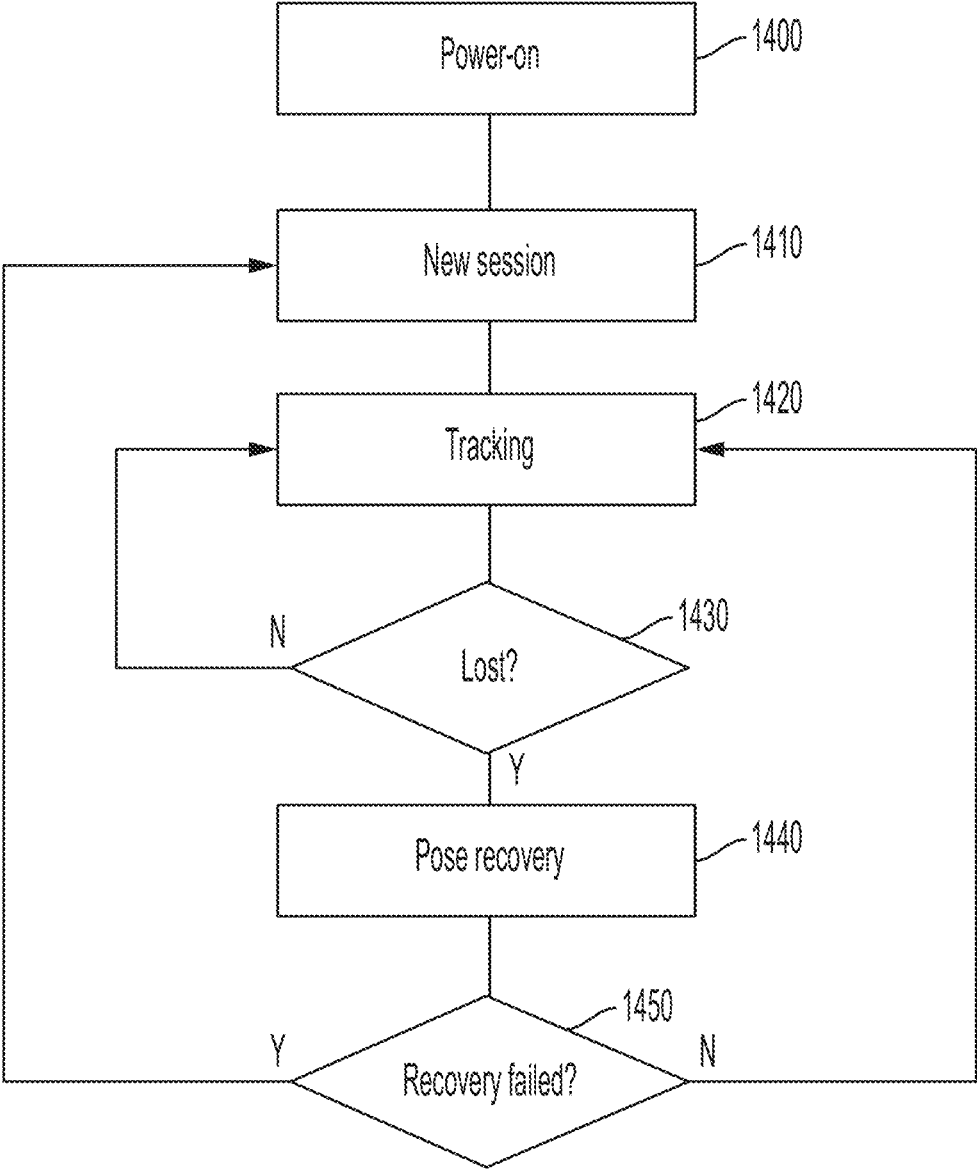 Power-on
1400
New session
1410
Tracking
1420
N
Lost?
1430
Y
Pose recovery
1440
Y
Recovery failed?
1450
N